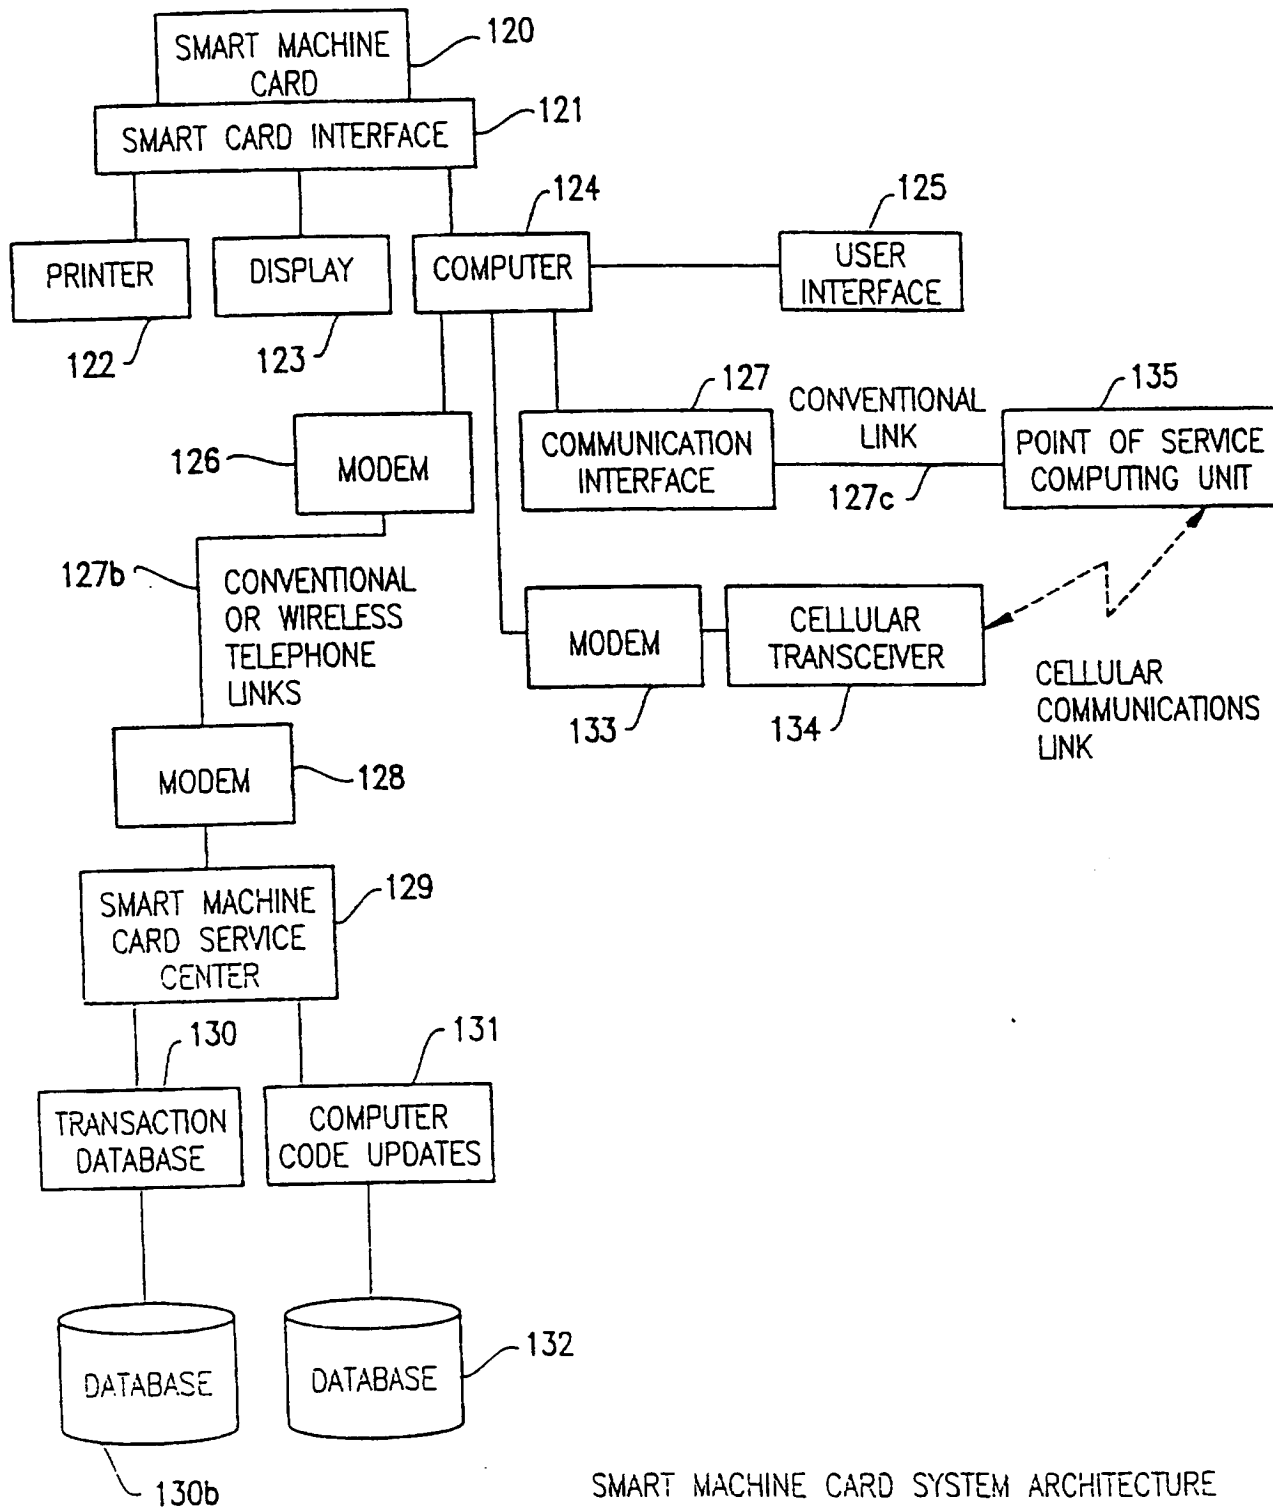 SMART MACHINE
CARD
120
SMART CARD INTERFACE
121
PRINTER
122
DISPLAY
123
COMPUTER
124
USER
INTERFACE
125
MODEM
126
COMMUNICATION
INTERFACE
127
CONVENTIONAL
LINK
127c
POINT OF SERVICE
COMPUTING UNIT
135
127b
CONVENTIONAL
OR WIRELESS
TELEPHONE
LINKS
MODEM
133
CELLULAR
TRANSCEIVER
134
CELLULAR
COMMUNICATIONS
LINK
MODEM
128
SMART MACHINE
CARD SERVICE
CENTER
129
130
TRANSACTION
DATABASE
131
COMPUTER
CODE UPDATES
DATABASE
130b
DATABASE
132
SMART MACHINE CARD SYSTEM ARCHITECTURE